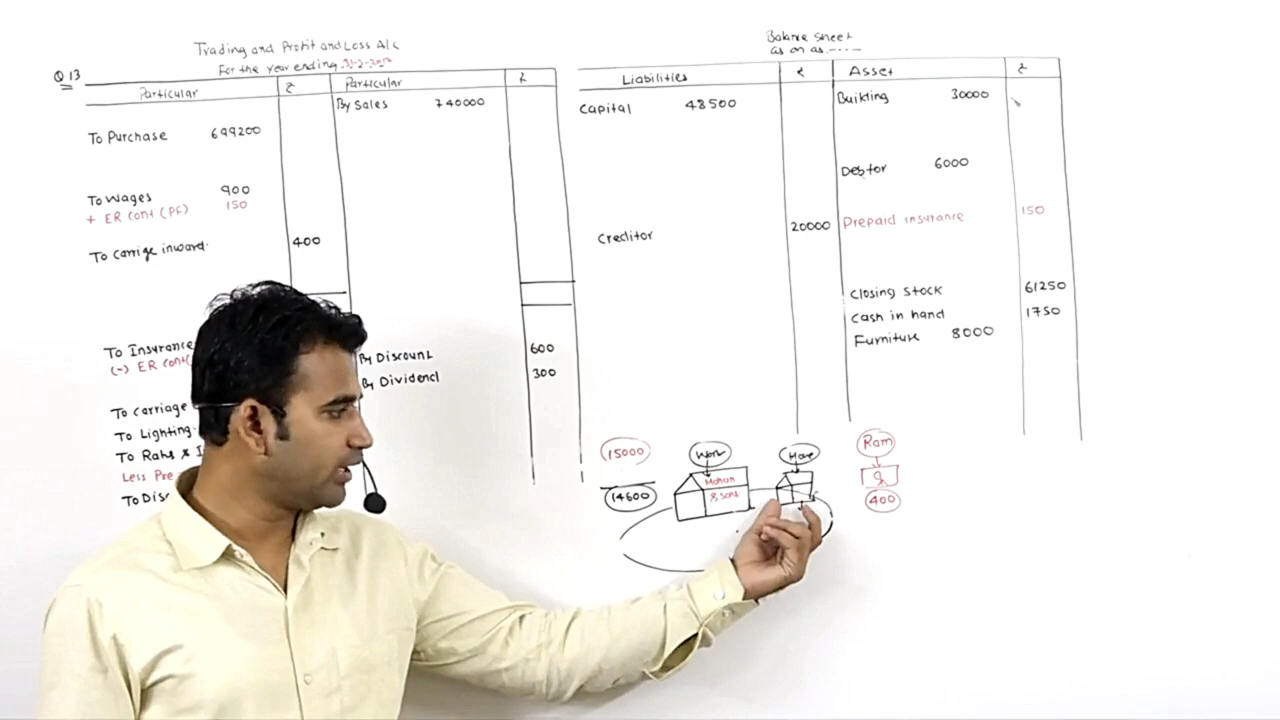 Trading and Profit and Loss A/c
For the year ending
Q 13
Particular ₹ Particular ₹
By Sales 740000
To Purchase 699200
To Wages 900
+ ER cont (PF) 150
To Carrige inward 400
To Insurance
(-) ER cont(
By Discount 600
By Dividend 300
To carriage
To Lighting
To Rats & I
Less Pre
To Disc
Balance Sheet
as on as.----
Liabilities ₹ Asset ₹
Capital 48500
Building 30000
Debtor 6000
Creditor 20000
Prepaid insurance 150
Closing Stock 61250
Cash in hand 1750
Furniture 8000
15000
14600
Work
Mohan
& Sons
Home
Ram
400